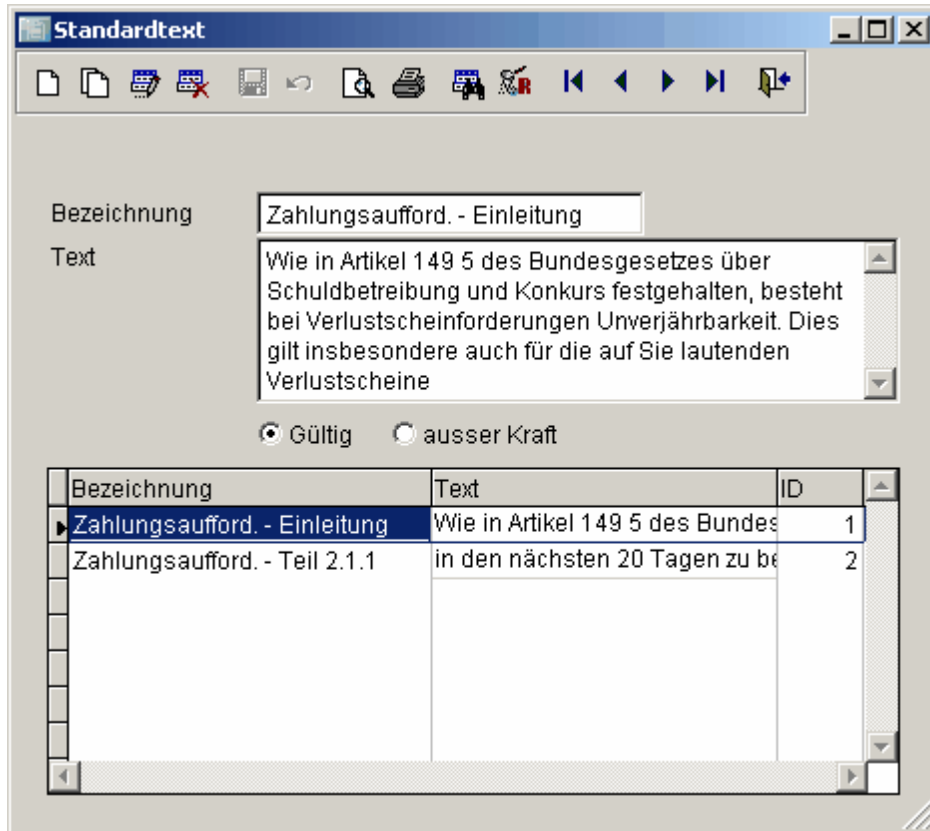 Standardtext
Bezeichnung
Zahlungsaufford. - Einleitung
Text
Wie in Artikel 149 5 des Bundesgesetzes über
Schuldbetreibung und Konkurs festgehalten, besteht
bei Verlustscheinforderungen Unverjährbarkeit. Dies
gilt insbesondere auch für die auf Sie lautenden
Verlustscheine
Gültig ausser Kraft
Bezeichnung Text ID
Zahlungsaufford. - Einleitung Wie in Artikel 149 5 des Bundes 1
Zahlungsaufford. - Teil 2.1.1 in den nächsten 20 Tagen zu be 2